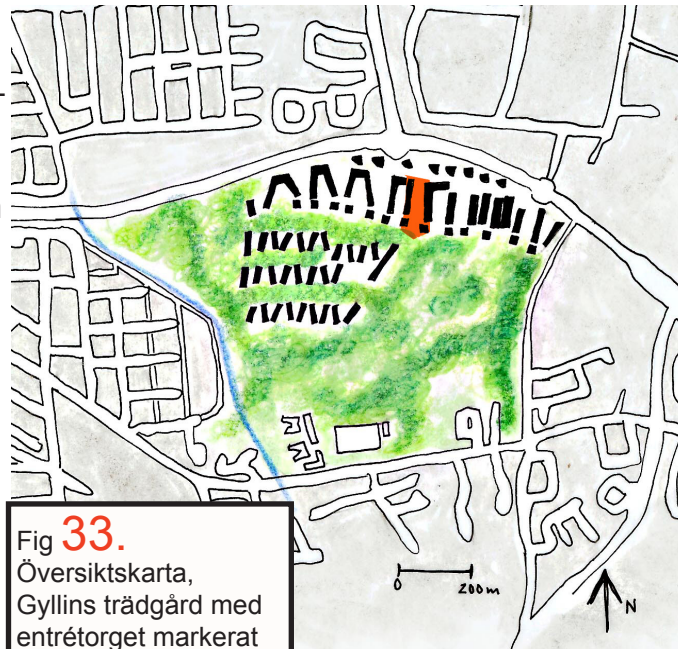 Fig 33.
Översiktskarta,
Gyllins trädgård med
entrétorget markerat
0 200m
N